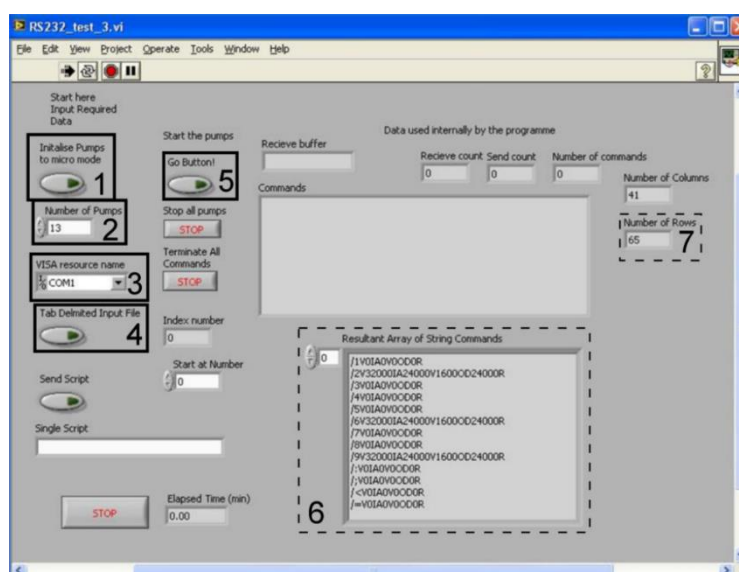 RS232_test_3.vi
File Edit View Project Operate Tools Window Help
?
Start here
Input Required
Data
Initalise Pumps
to micro mode
1
Number of Pumps
13
2
VISA resource name
COM1
3
Tab Delmited Input File
4
Send Script
Single Script
STOP
Start the pumps
Go Button!
5
Stop all pumps
STOP
Terminate All
Commands
STOP
Index number
0
Start at Number
0
Elapsed Time (min)
0.00
Data used internally by the programme
Recieve buffer
Recieve count Send count Number of commands
0 0 0
Number of Columns
41
Number of Rows
65
7
Commands
Resultant Array of String Commands
0
/1V0IA0V0OD0R
/2V32000IA24000V1600OD24000R
/3V0IA0V0OD0R
/4V0IA0V0OD0R
/5V0IA0V0OD0R
/6V32000IA24000V1600OD24000R
/7V0IA0V0OD0R
/8V0IA0V0OD0R
/9V32000IA24000V1600OD24000R
/:V0IA0V0OD0R
/;V0IA0V0OD0R
/<V0IA0V0OD0R
/=V0IA0V0OD0R
6